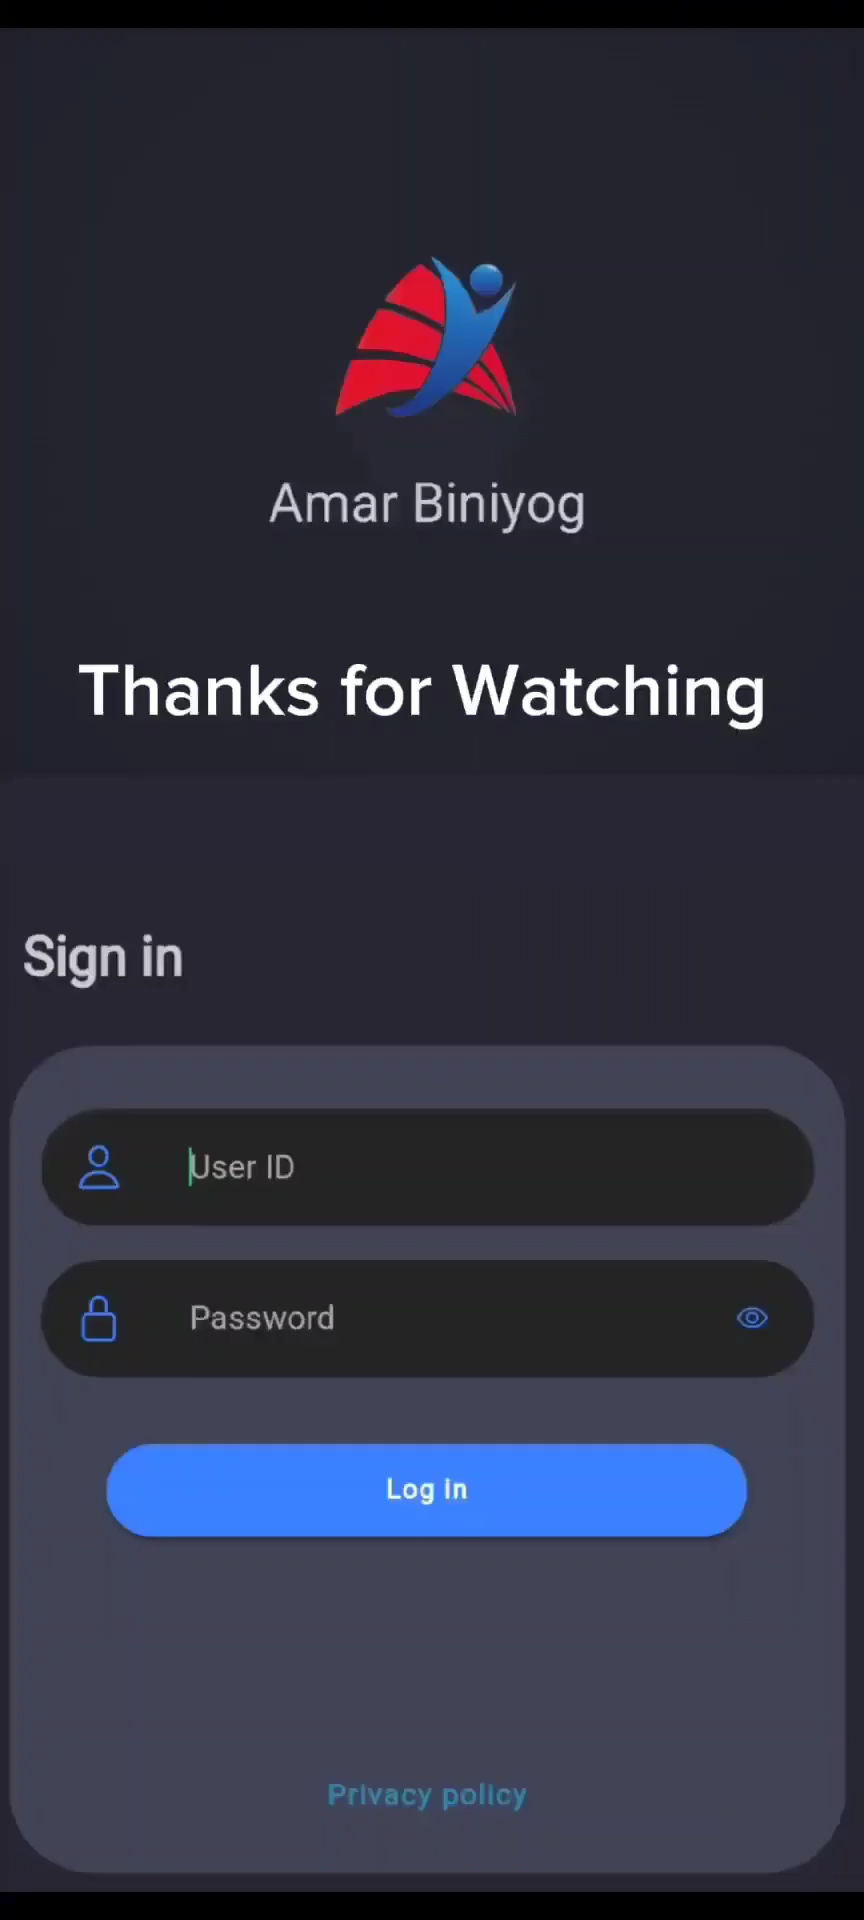 Amar Biniyog
Thanks for Watching
Sign in
User ID
Password
Log in
Privacy policy